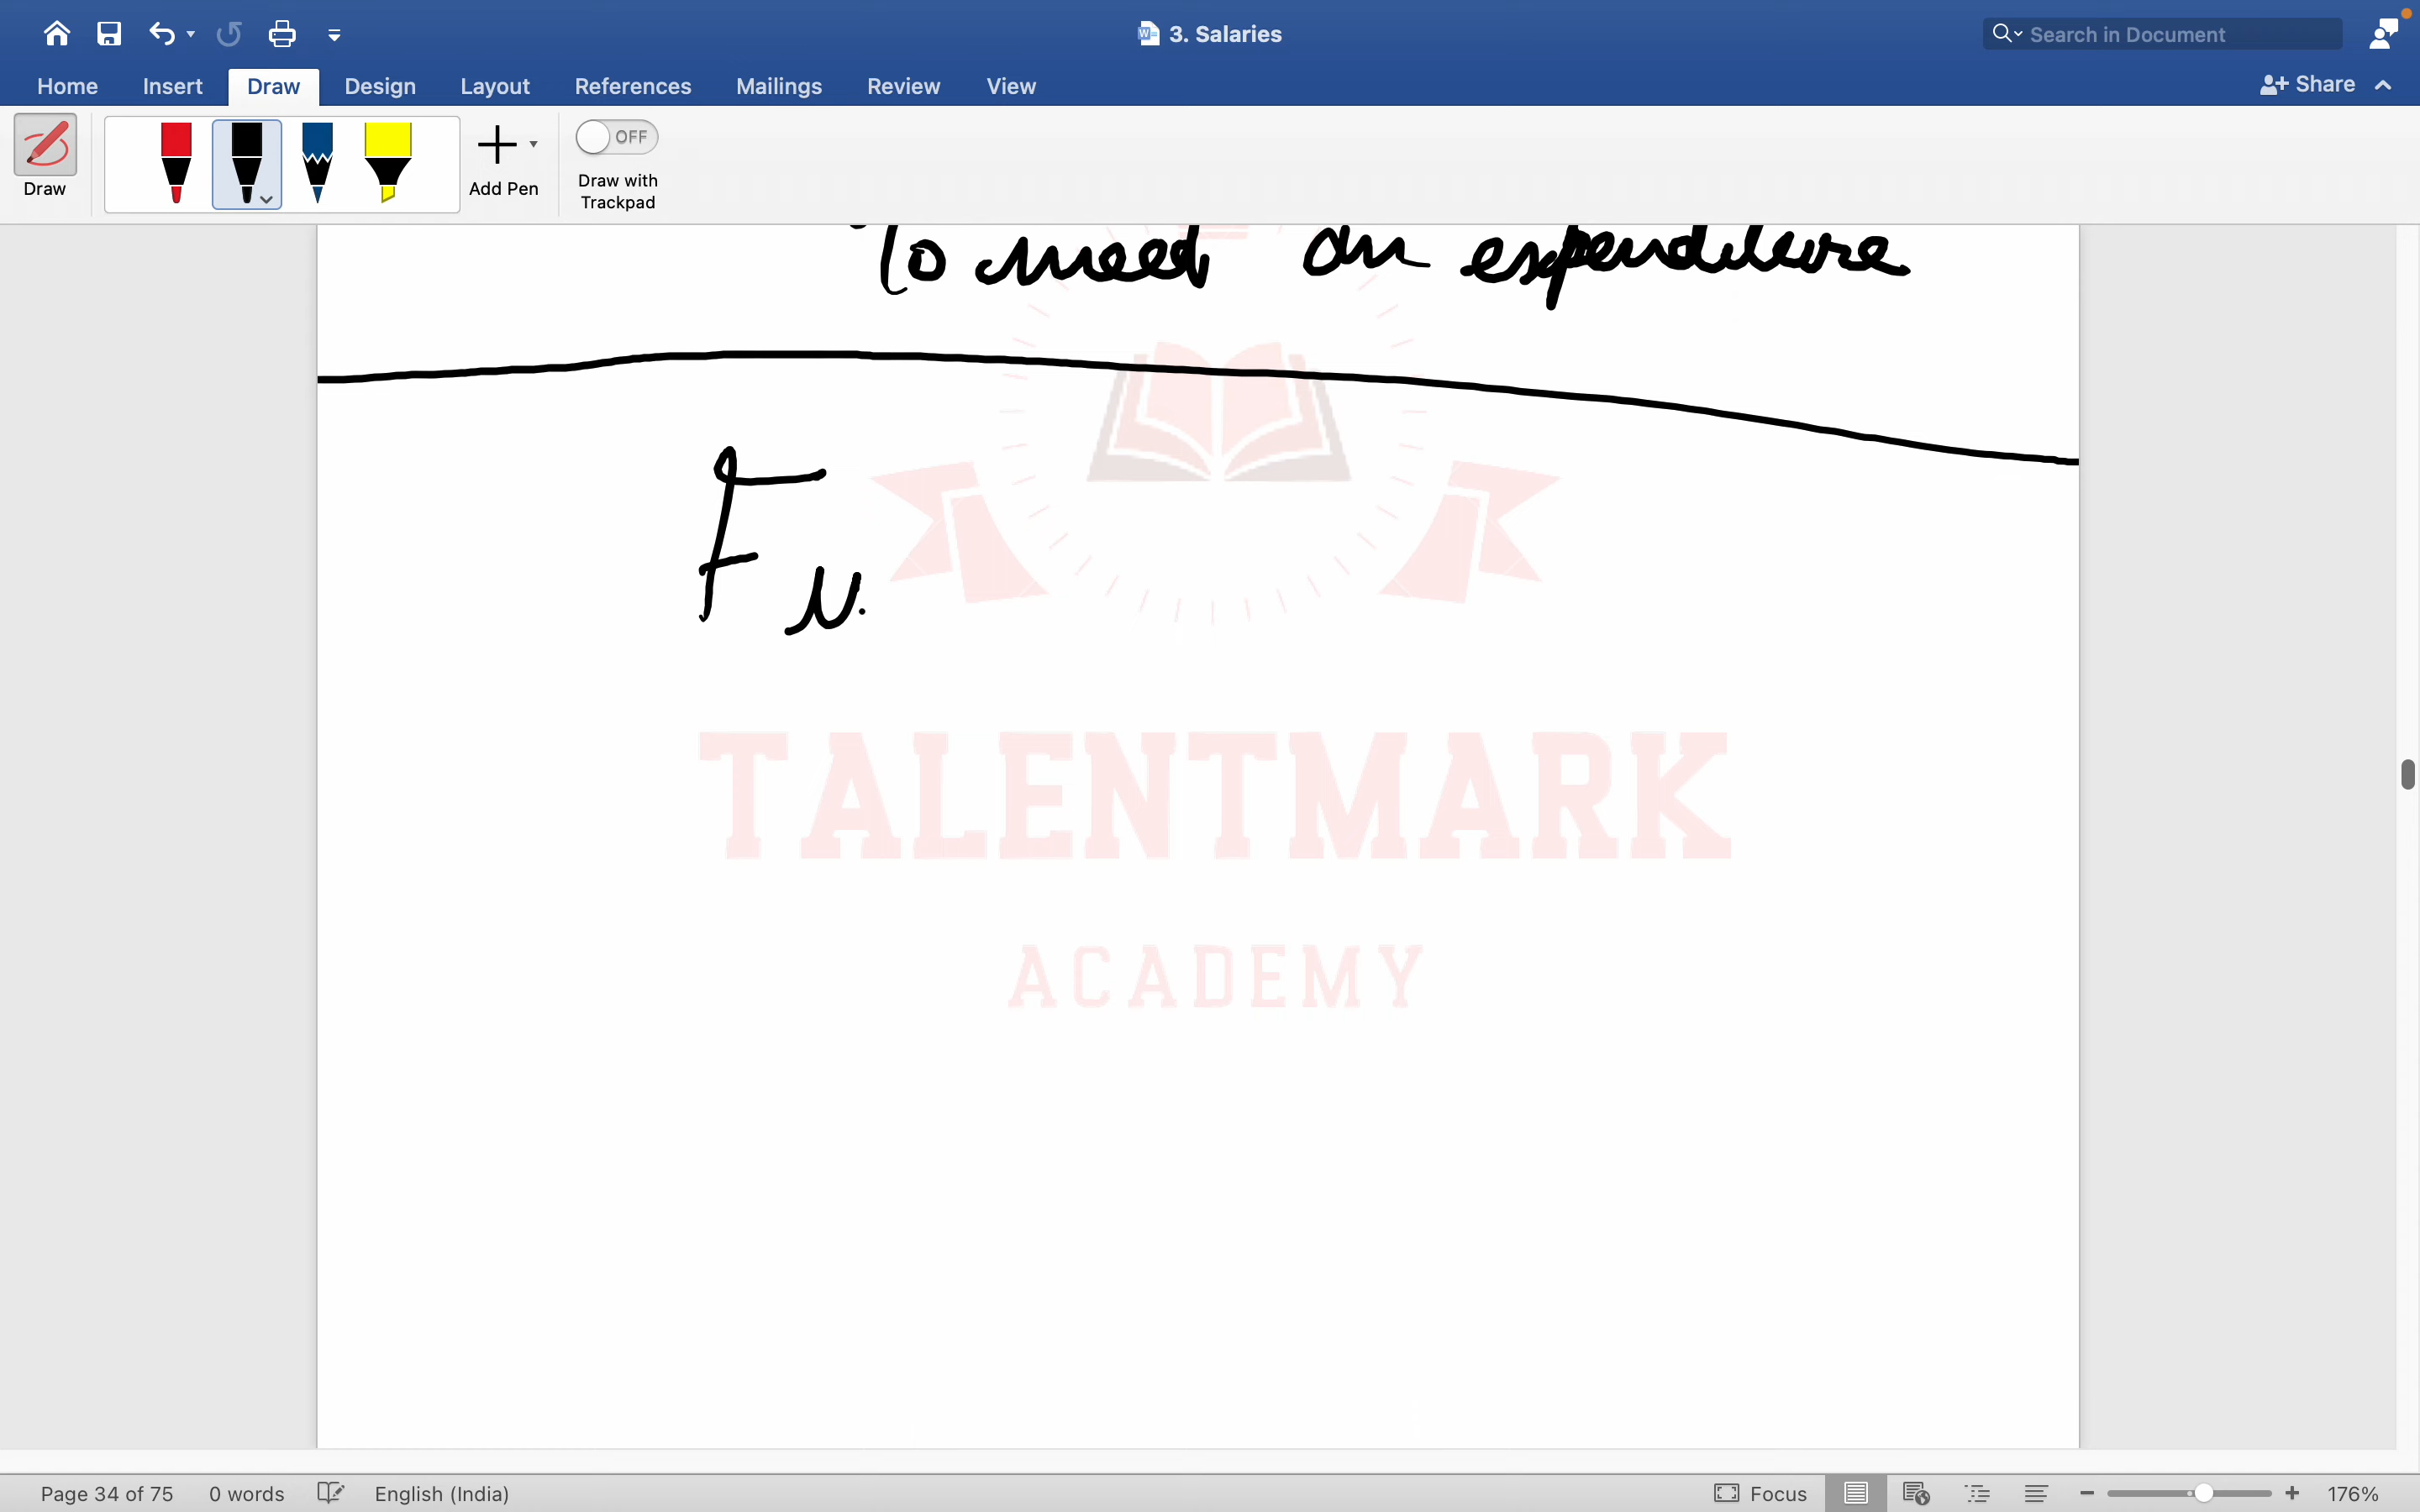 3. Salaries
Search in Document
Home Insert Draw Design Layout References Mailings Review View
Share
Draw
Add Pen
OFF
Draw with
Trackpad
To meet an expenditure
Fu
TALENTMARK
ACADEMY
Page 34 of 75 0 words English (India) Focus 176%